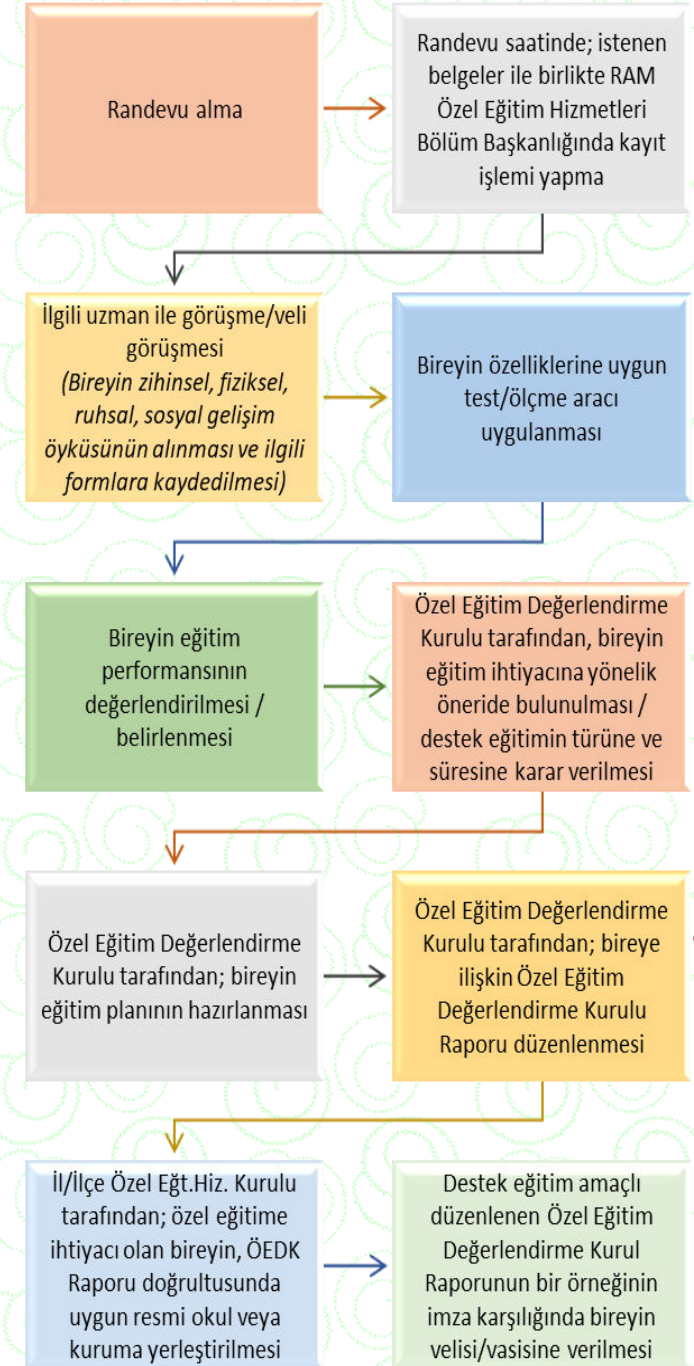 Randevu alma
Randevu saatinde; istenen
belgeler ile birlikte RAM
Özel Eğitim Hizmetleri
Bölüm Başkanlığında kayıt
işlemi yapma
İlgili uzman ile görüşme/veli
görüşmesi
(Bireyin zihinsel, fiziksel,
ruhsal, sosyal gelişim
öyküsünün alınması ve ilgili
formlara kaydedilmesi)
Bireyin özelliklerine uygun
test/ölçme aracı
uygulanması
Bireyin eğitim
performansının
değerlendirilmesi /
belirlenmesi
Özel Eğitim Değerlendirme
Kurulu tarafından, bireyin
eğitim ihtiyacına yönelik
öneride bulunulması /
destek eğitimin türüne ve
süresine karar verilmesi
Özel Eğitim Değerlendirme
Kurulu tarafından; bireyin
eğitim planının hazırlanması
Özel Eğitim Değerlendirme
Kurulu tarafından; bireye
ilişkin Özel Eğitim
Değerlendirme Kurulu
Raporu düzenlenmesi
İl/İlçe Özel Eğt.Hiz. Kurulu
tarafından; özel eğitime
ihtiyacı olan bireyin, ÖEDK
Raporu doğrultusunda
uygun resmi okul veya
kuruma yerleştirilmesi
Destek eğitim amaçlı
düzenlenen Özel Eğitim
Değerlendirme Kurul
Raporunun bir örneğinin
imza karşılığında bireyin
velisi/vasisine verilmesi